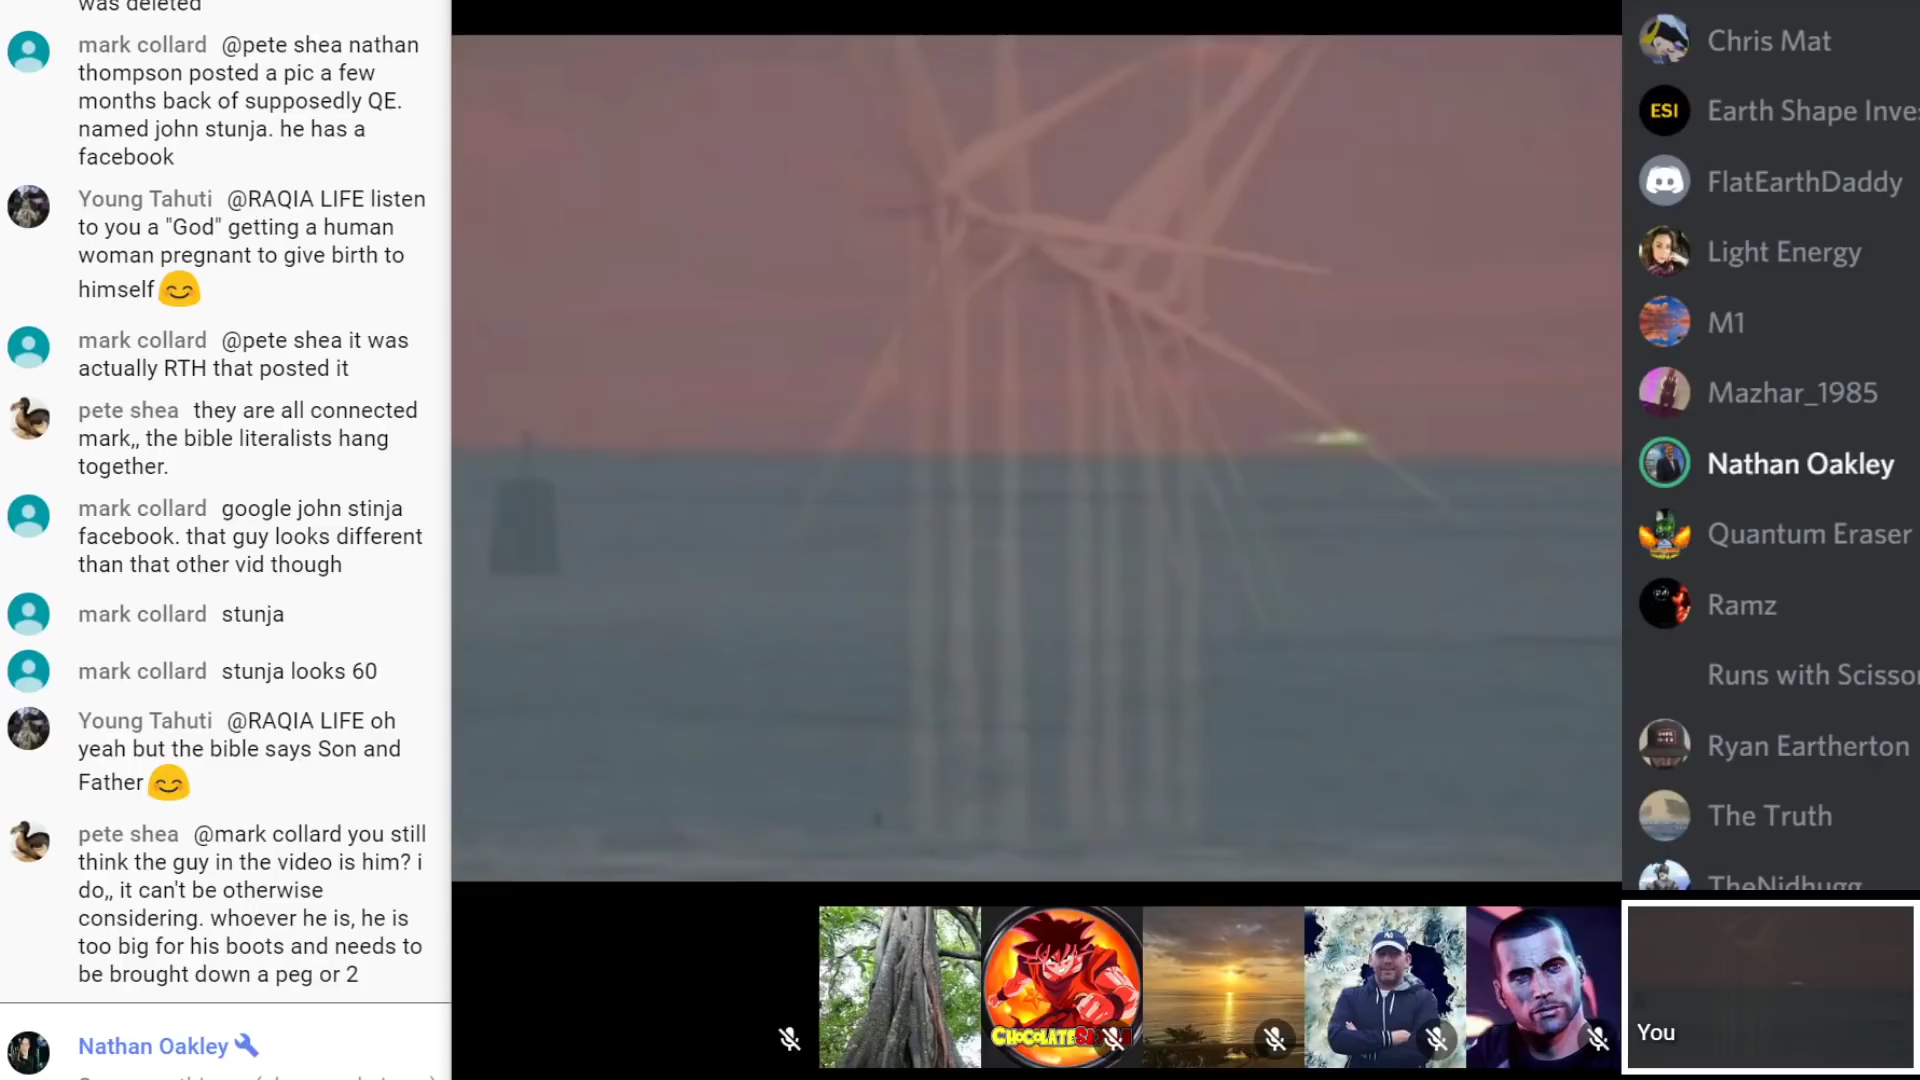 was deleted
mark collard @pete shea nathan
thompson posted a pic a few
months back of supposedly QE.
named john stunja. he has a
facebook
Young Tahuti @RAQIA LIFE listen
to you a "God" getting a human
woman pregnant to give birth to
himself
mark collard @pete shea it was
actually RTH that posted it
pete shea they are all connected
mark,, the bible literalists hang
together.
mark collard google john stinja
facebook. that guy looks different
than that other vid though
mark collard stunja
mark collard stunja looks 60
Young Tahuti @RAQIA LIFE oh
yeah but the bible says Son and
Father
pete shea @mark collard you still
think the guy in the video is him? i
do,, it can't be otherwise
considering. whoever he is, he is
too big for his boots and needs to
be brought down a peg or 2
Nathan Oakley
Chris Mat
ESI
Earth Shape Inve
FlatEarthDaddy
Light Energy
M1
Mazhar_1985
Nathan Oakley
Quantum Eraser
Ramz
Runs with Scisso
Ryan Eartherton
The Truth
TheNidhugg
You